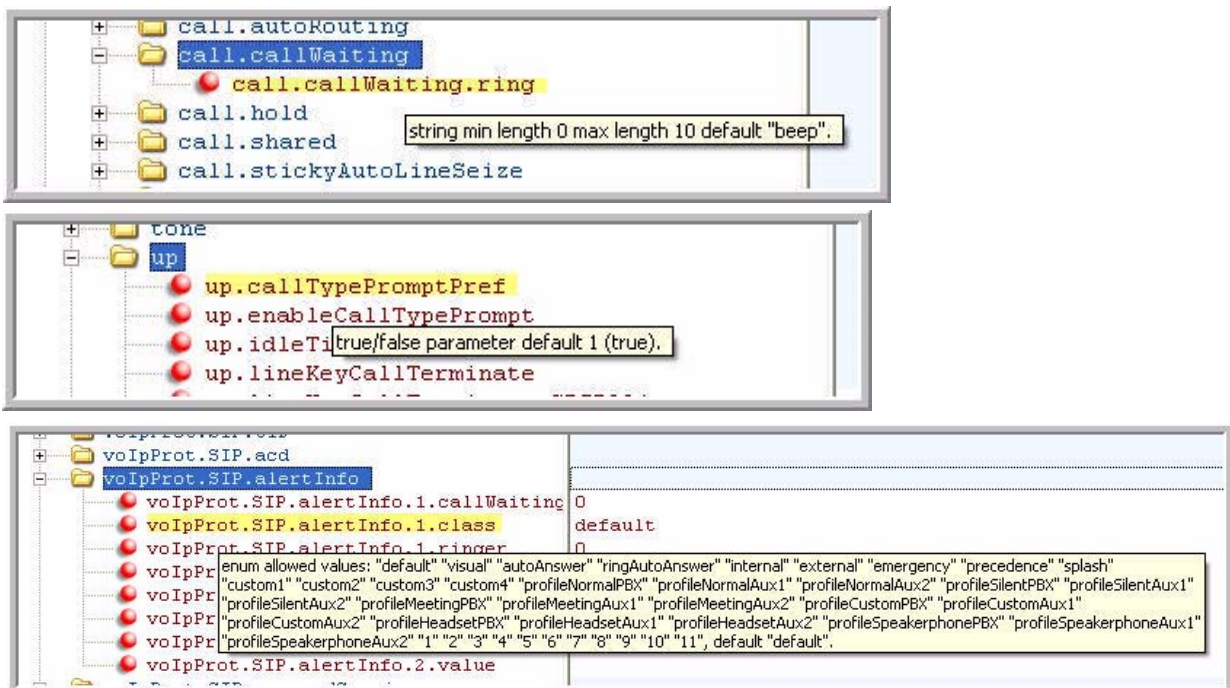 call.autoRouting
call.callWaiting
call.callWaiting.ring
call.hold
string min length 0 max length 10 default "beep".
call.shared
call.stickyAutoLineSeize
tone
up
up.callTypePromptPref
up.enableCallTypePrompt
up.idleTi
true/false parameter default 1 (true).
up.lineKeyCallTerminate
voIpProt.SIP.acd
voIpProt.SIP.alertInfo
voIpProt.SIP.alertInfo.1.callWaiting 0
voIpProt.SIP.alertInfo.1.class default
voIpProt.SIP.alertInfo.1.ringer 0
voIpPr
enum allowed values: "default" "visual" "autoAnswer" "ringAutoAnswer" "internal" "external" "emergency" "precedence" "splash"
"custom1" "custom2" "custom3" "custom4" "profileNormalPBX" "profileNormalAux1" "profileNormalAux2" "profileSilentPBX" "profileSilentAux1"
voIpPr
"profileSilentAux2" "profileMeetingPBX" "profileMeetingAux1" "profileMeetingAux2" "profileCustomPBX" "profileCustomAux1"
voIpPr
"profileCustomAux2" "profileHeadsetPBX" "profileHeadsetAux1" "profileHeadsetAux2" "profileSpeakerphonePBX" "profileSpeakerphoneAux1"
voIpPr
"profileSpeakerphoneAux2" "1" "2" "3" "4" "5" "6" "7" "8" "9" "10" "11", default "default".
voIpProt.SIP.alertInfo.2.value